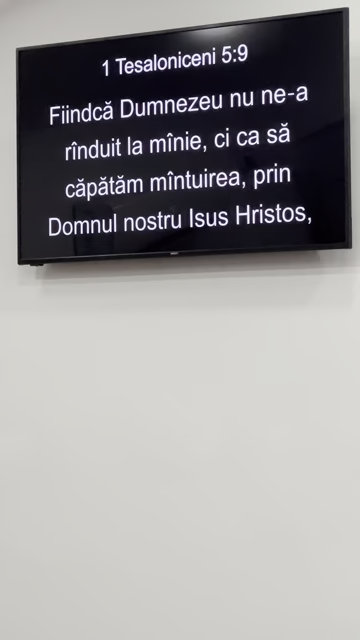 1 Tesaloniceni 5:9
Fiindcă Dumnezeu nu ne-a
rînduit la mînie, ci ca să
căpătăm mîntuirea, prin
Domnul nostru Isus Hristos,